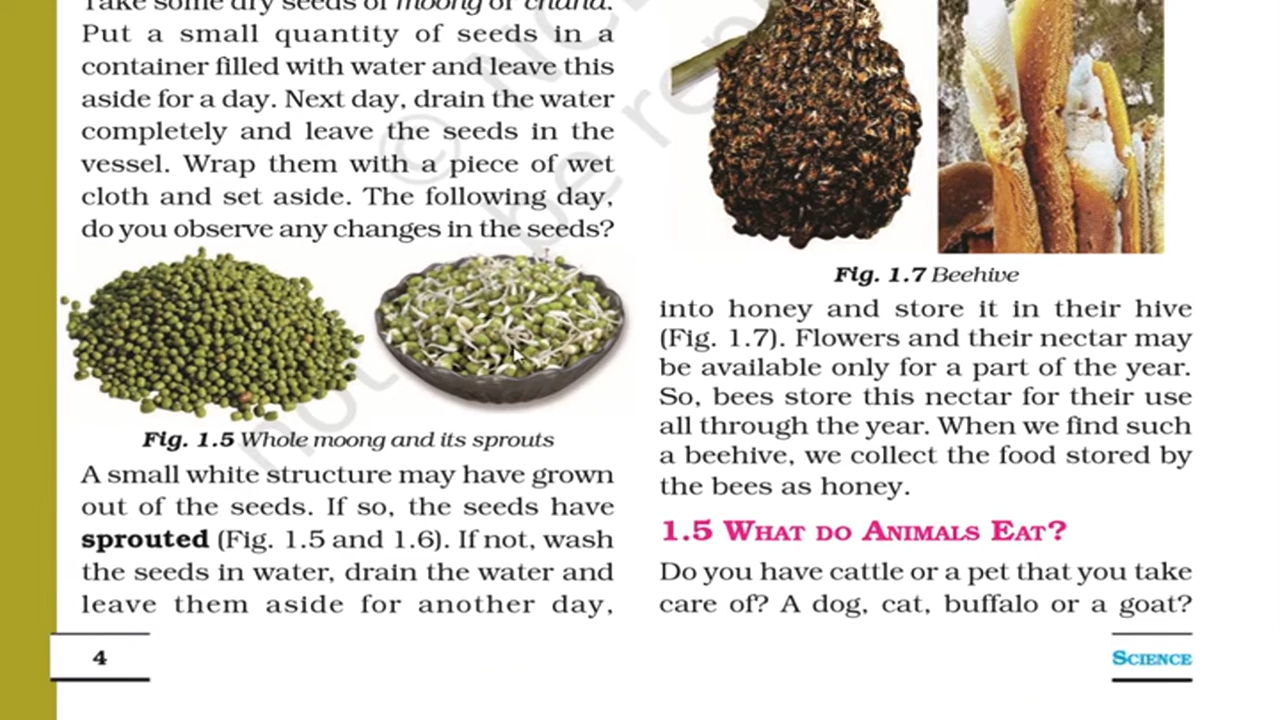 Take some dry seeds of moong or chana.
Put a small quantity of seeds in a
container filled with water and leave this
aside for a day. Next day, drain the water
completely and leave the seeds in the
vessel. Wrap them with a piece of wet
cloth and set aside. The following day,
do you observe any changes in the seeds?
Fig. 1.5 Whole moong and its sprouts
A small white structure may have grown
out of the seeds. If so, the seeds have
sprouted (Fig. 1.5 and 1.6). If not, wash
the seeds in water, drain the water and
leave them aside for another day,
Fig. 1.7 Beehive
into honey and store it in their hive
(Fig. 1.7). Flowers and their nectar may
be available only for a part of the year.
So, bees store this nectar for their use
all through the year. When we find such
a beehive, we collect the food stored by
the bees as honey.
1.5 WHAT DO ANIMALS EAT?
Do you have cattle or a pet that you take
care of? A dog, cat, buffalo or a goat?
4
SCIENCE
© 
not be